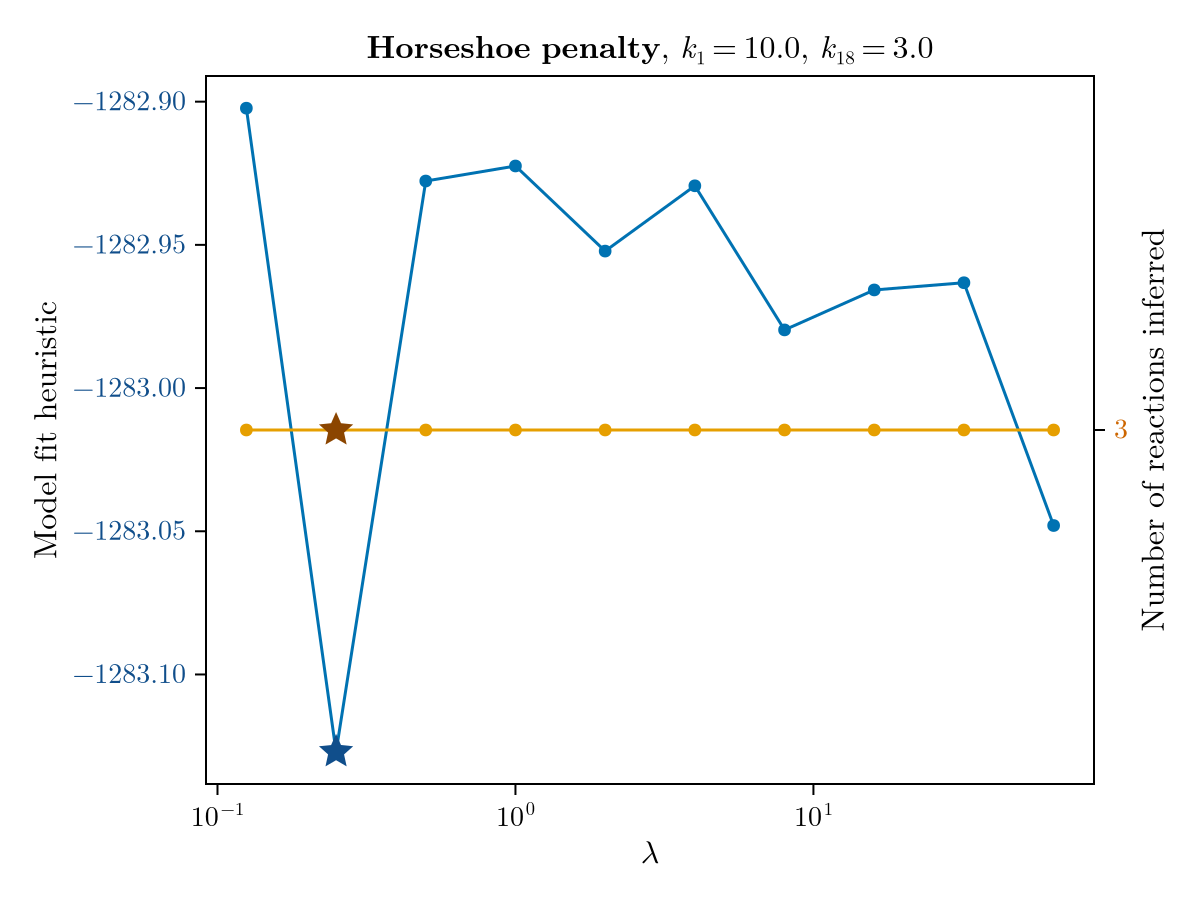 Horseshoe penalty, k₁ = 10.0, k₁₈ = 3.0
Model fit heuristic
−1282.90
−1282.95
−1283.00
−1283.05
−1283.10
3
Number of reactions inferred
10⁻¹
10⁰
10¹
λ